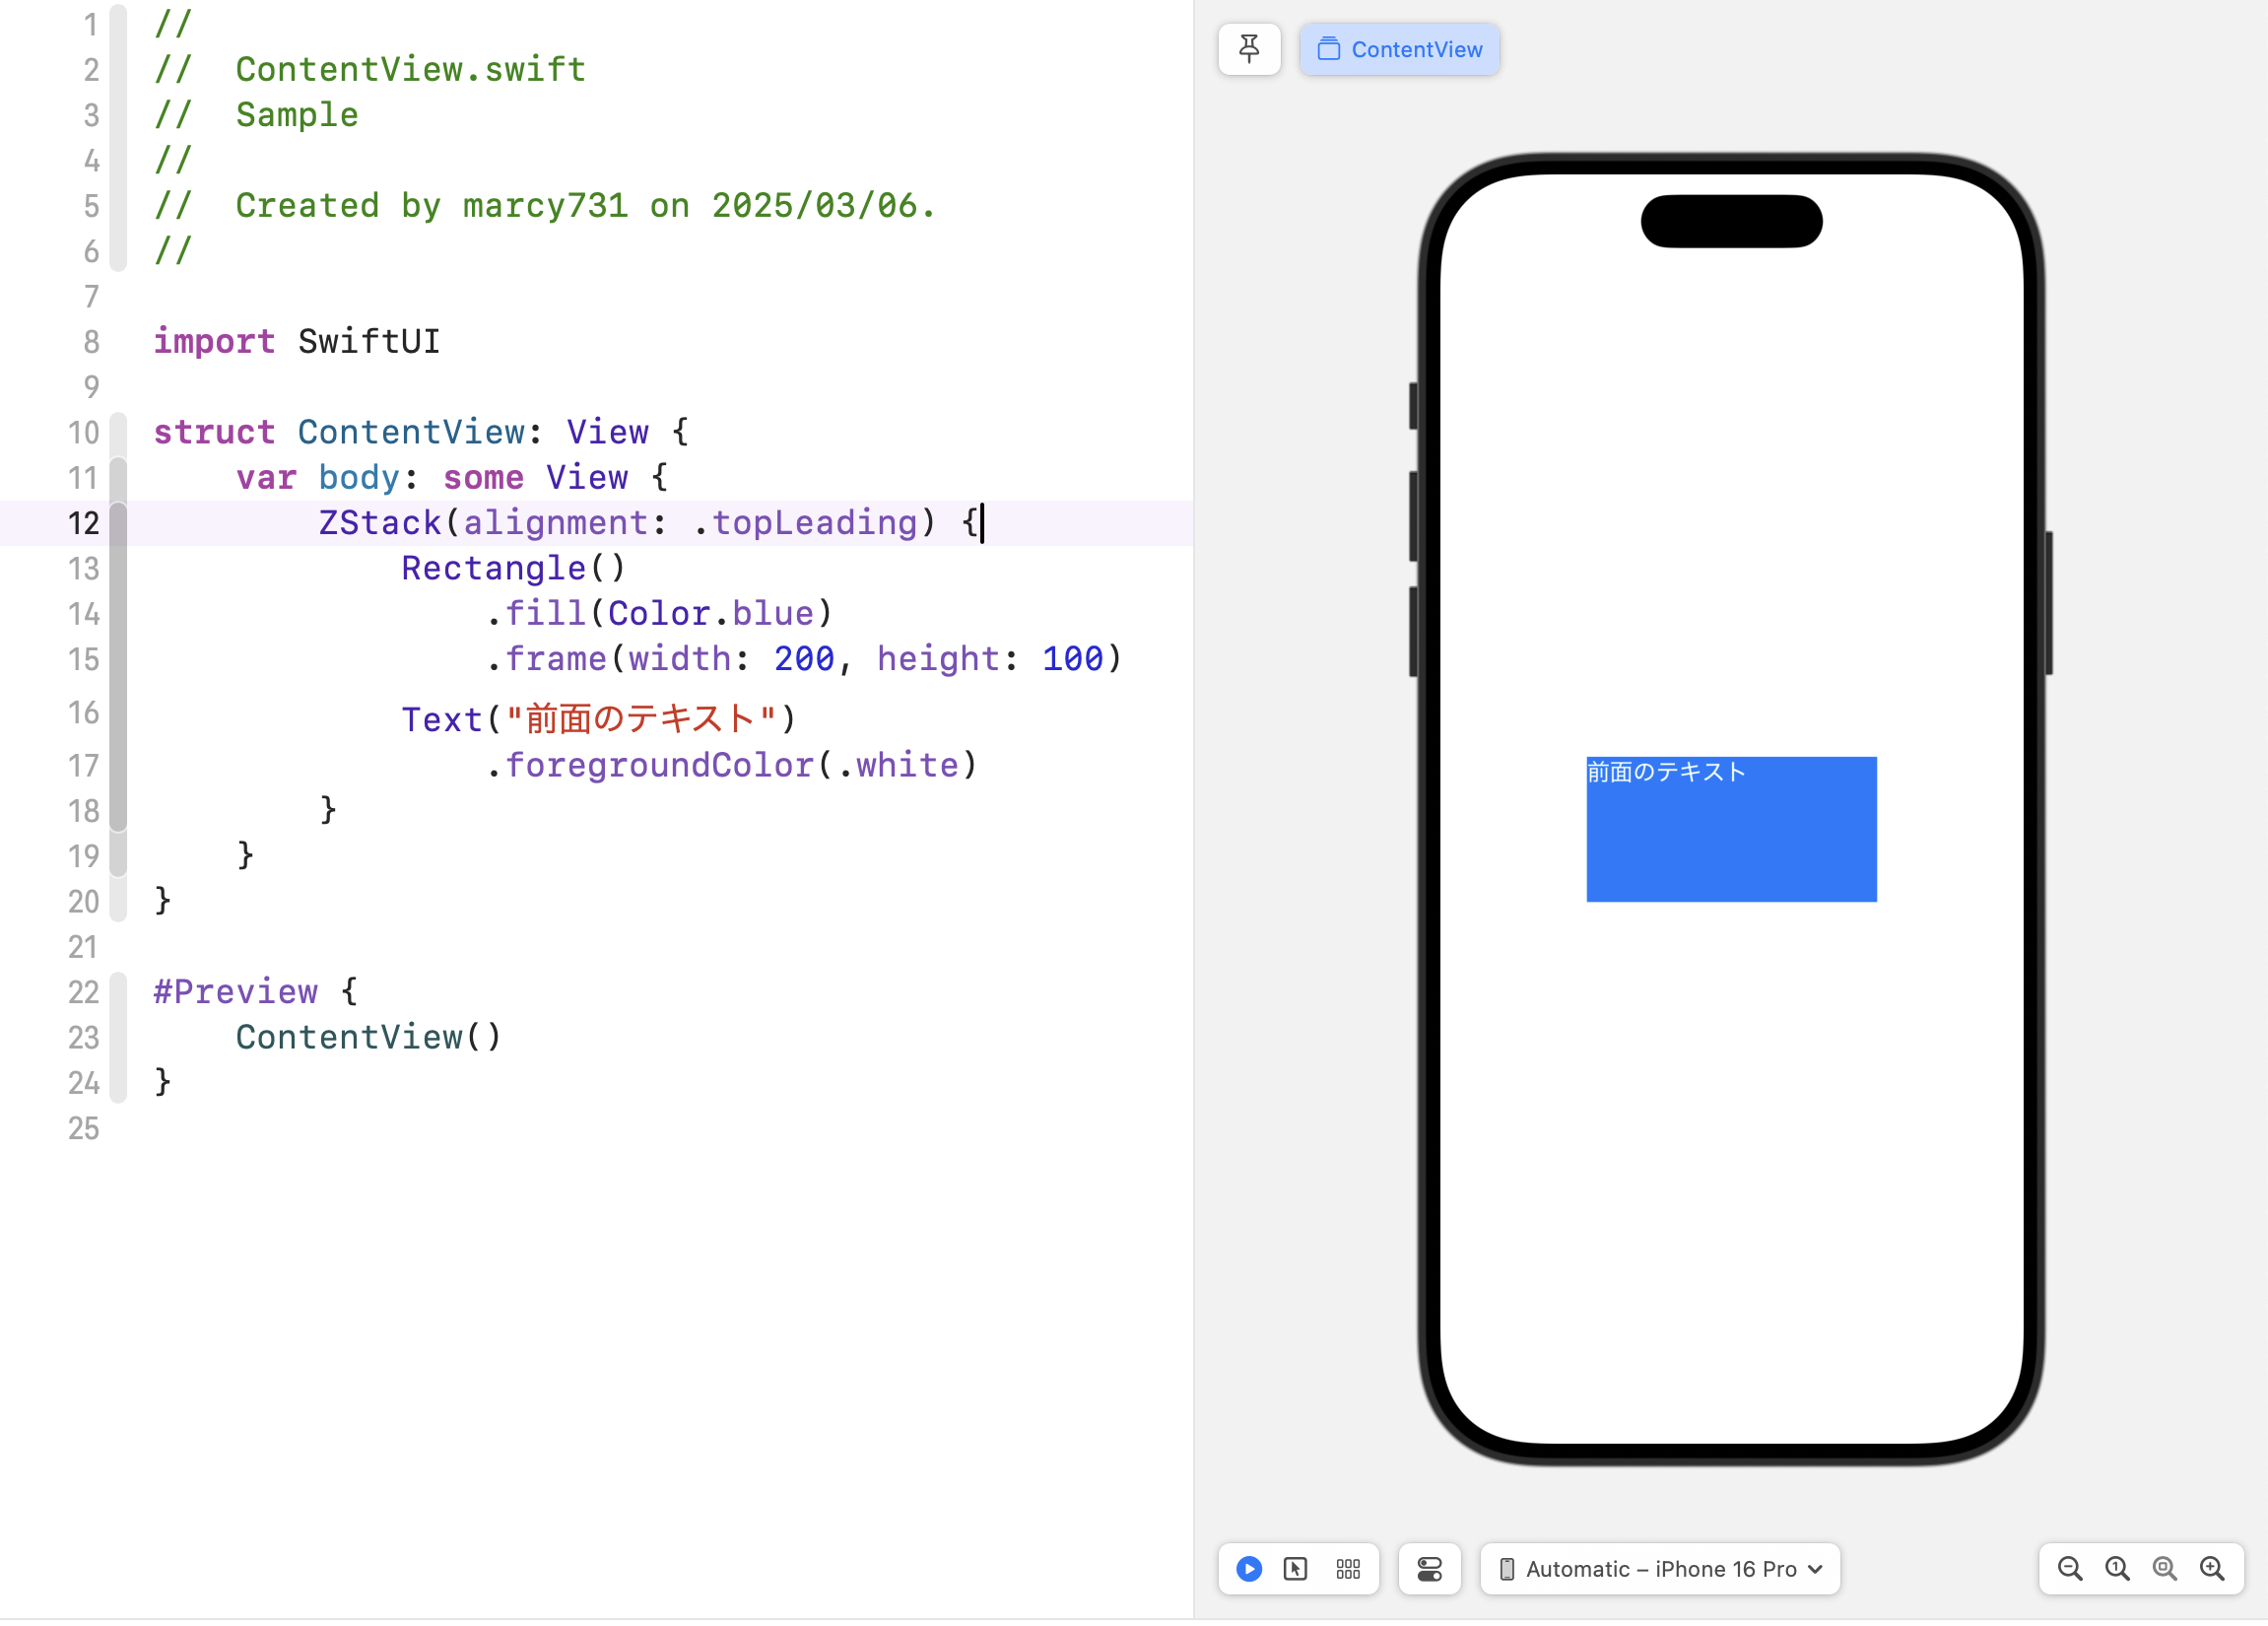 1 //
2 //  ContentView.swift
3 //  Sample
4 //
5 //  Created by marcy731 on 2025/03/06.
6 //
7
8 import SwiftUI
9
10 struct ContentView: View {
11     var body: some View {
12         ZStack(alignment: .topLeading) {
13             Rectangle()
14                 .fill(Color.blue)
15                 .frame(width: 200, height: 100)
16             Text("前面のテキスト")
17                 .foregroundColor(.white)
18         }
19     }
20 }
21
22 #Preview {
23     ContentView()
24 }
25
ContentView
前面のテキスト
Automatic – iPhone 16 Pro